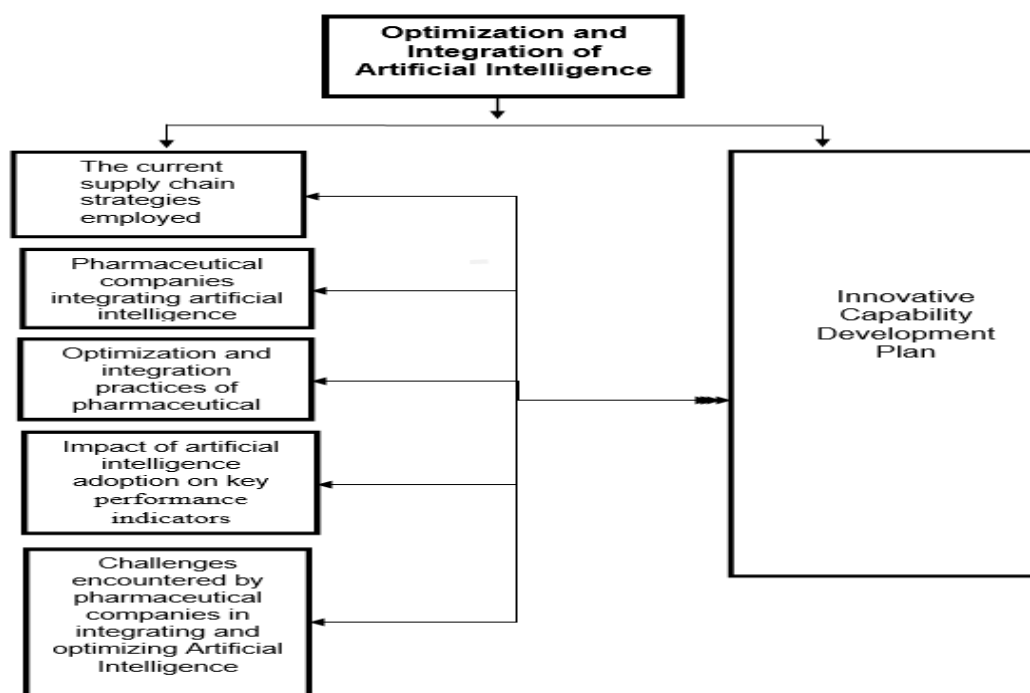 Optimization and
Integration of
Artificial Intelligence
The current
supply chain
strategies
employed
Pharmaceutical
companies
integrating artificial
intelligence
Optimization and
integration
practices of
pharmaceutical
Impact of artificial
intelligence
adoption on key
performance
indicators
Challenges
encountered by
pharmaceutical
companies in
integrating and
optimizing Artificial
Intelligence
Innovative
Capability
Development
Plan